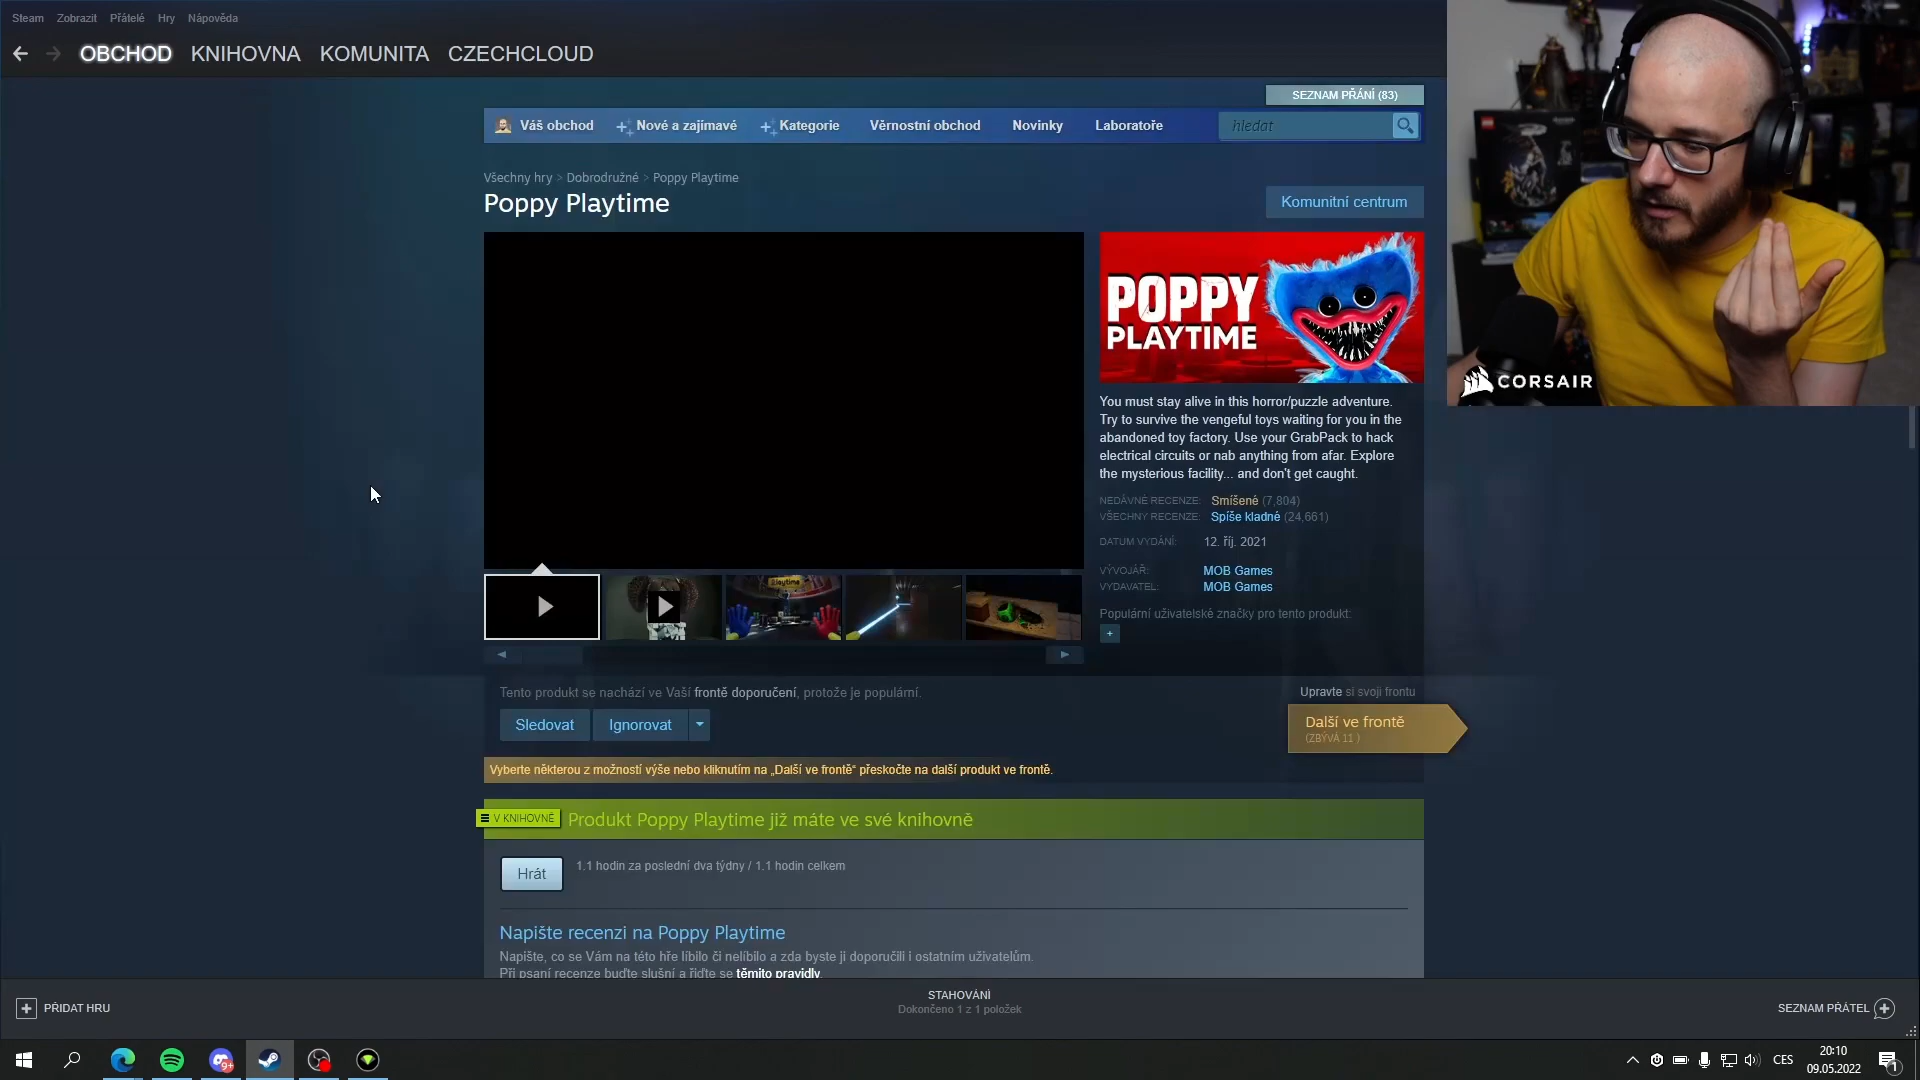 Steam Zobrazit Přátelé Hry Nápověda
OBCHOD KNIHOVNA KOMUNITA CZECHCLOUD
SEZNAM PŘÁNÍ (83)
Váš obchod Nové a zajímavé Kategorie Věrnostní obchod Novinky Laboratoře hledat
Všechny hry > Dobrodružné > Poppy Playtime
Poppy Playtime
Komunitní centrum
POPPY
PLAYTIME
CORSAIR
You must stay alive in this horror/puzzle adventure.
Try to survive the vengeful toys waiting for you in the
abandoned toy factory. Use your GrabPack to hack
electrical circuits or nab anything from afar. Explore
the mysterious facility... and don't get caught.
NEDÁVNÉ RECENZE: Smíšené (7,804)
VŠECHNY RECENZE: Spíše kladné (24,661)
DATUM VYDÁNÍ: 12. říj. 2021
VÝVOJÁŘ: MOB Games
VYDAVATEL: MOB Games
Populární uživatelské značky pro tento produkt:
+
Tento produkt se nachází ve Vaší frontě doporučení, protože je populární.
Upravte si svoji frontu
Sledovat Ignorovat
Další ve frontě
(ZBÝVÁ 11 )
Vyberte některou z možností výše nebo kliknutím na „Další ve frontě“ přeskočte na další produkt ve frontě.
V KNIHOVNĚ Produkt Poppy Playtime již máte ve své knihovně
Hrát 1.1 hodin za poslední dva týdny / 1.1 hodin celkem
Napište recenzi na Poppy Playtime
Napište, co se Vám na této hře líbilo či nelíbilo a zda byste ji doporučili i ostatním uživatelům.
Při psaní recenze buďte slušní a řiďte se těmito pravidly.
PŘIDAT HRU
STAHOVÁNÍ
Dokončeno 1 z 1 položek
SEZNAM PŘÁTEL
9+
CES
20:10
09.05.2022
1